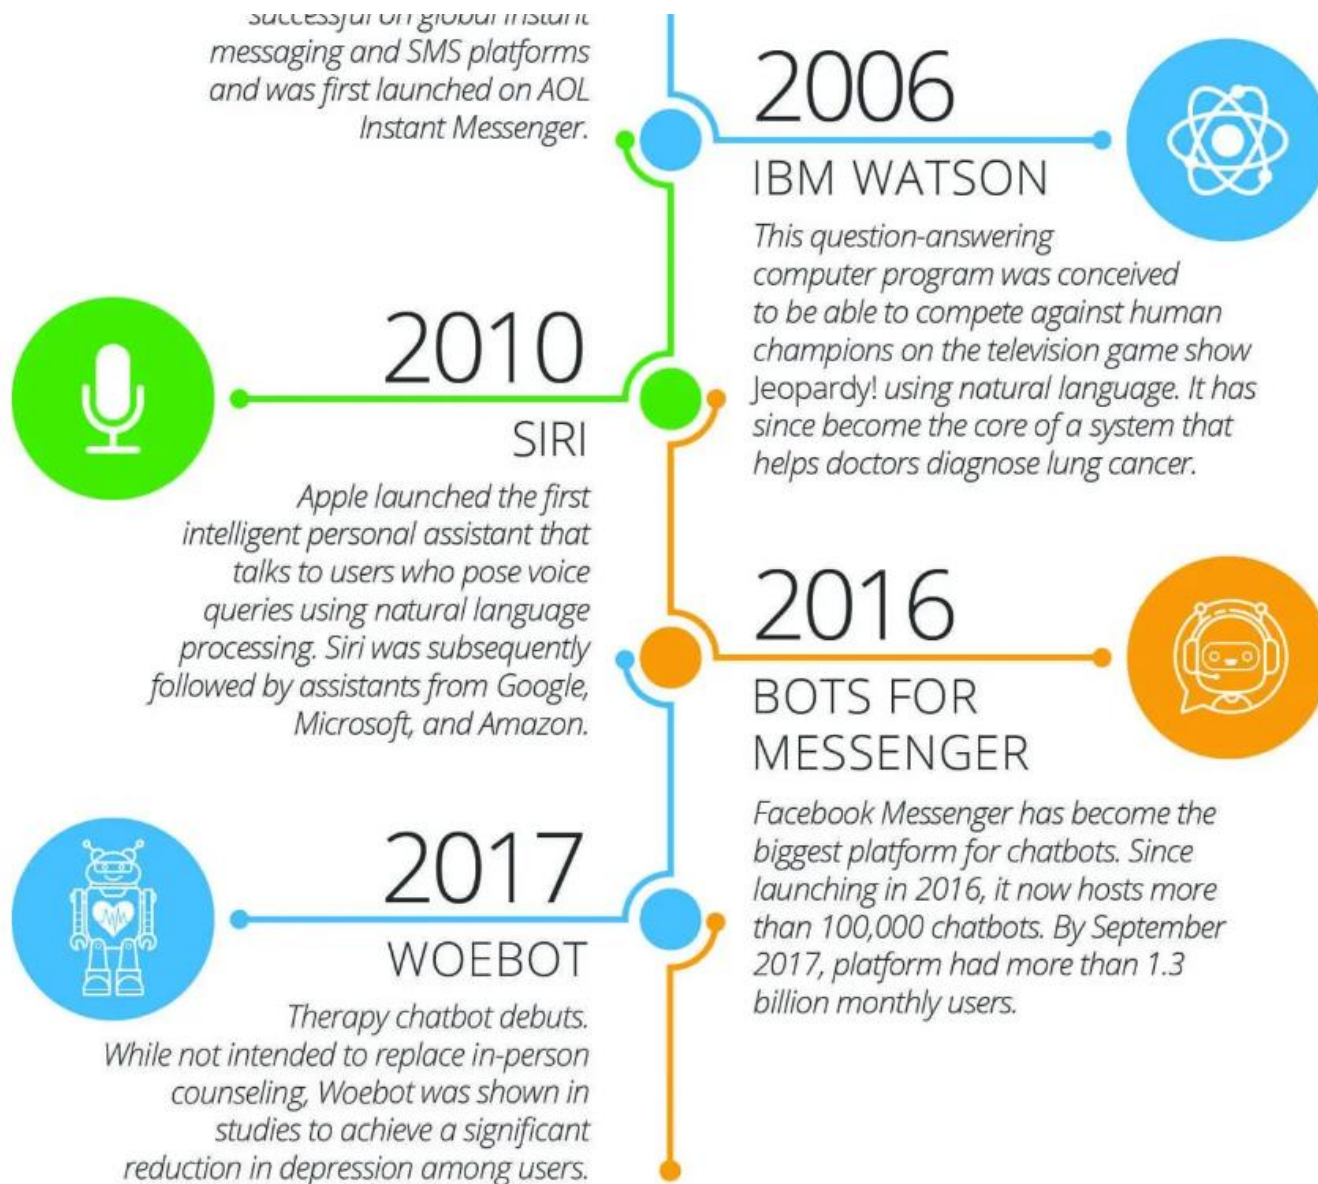 successful on global instant
messaging and SMS platforms
and was first launched on AOL
Instant Messenger.
2006
IBM WATSON
This question-answering
computer program was conceived
to be able to compete against human
champions on the television game show
Jeopardy! using natural language. It has
since become the core of a system that
helps doctors diagnose lung cancer.
2010
SIRI
Apple launched the first
intelligent personal assistant that
talks to users who pose voice
queries using natural language
processing. Siri was subsequently
followed by assistants from Google,
Microsoft, and Amazon.
2016
BOTS FOR
MESSENGER
Facebook Messenger has become the
biggest platform for chatbots. Since
launching in 2016, it now hosts more
than 100,000 chatbots. By September
2017, platform had more than 1.3
billion monthly users.
2017
WOEBOT
Therapy chatbot debuts.
While not intended to replace in-person
counseling, Woebot was shown in
studies to achieve a significant
reduction in depression among users.